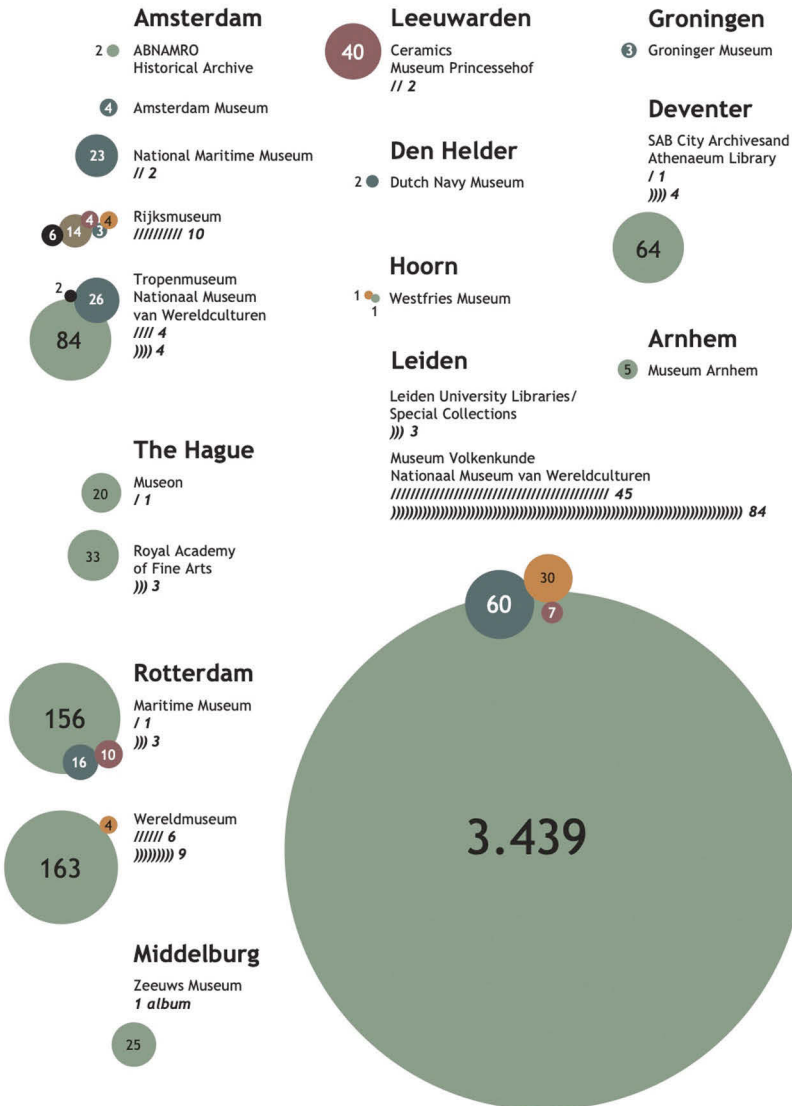 Amsterdam
2
ABNAMRO
Historical Archive
4
Amsterdam Museum
23
National Maritime Museum
// 2
6
14
4
3
4
Rijksmuseum
////////// 10
2
26
84
Tropenmuseum
Nationaal Museum
van Wereldculturen
//// 4
)))) 4
The Hague
20
Museon
/ 1
33
Royal Academy
of Fine Arts
))) 3
Rotterdam
156
16
10
Maritime Museum
/ 1
))) 3
163
4
Wereldmuseum
////// 6
))))))))) 9
Middelburg
Zeeuws Museum
1 album
25
Leeuwarden
40
Ceramics
Museum Princessehof
// 2
Den Helder
2
Dutch Navy Museum
Hoorn
1
1
Westfries Museum
Leiden
Leiden University Libraries/
Special Collections
))) 3
Museum Volkenkunde
Nationaal Museum van Wereldculturen
///////////////////////////////////////////// 45
)))))))))))))))))))))))))))))))))))))))))))))))))))))))))))))))))))))))))))))))))))) 84
60
30
7
3.439
Groningen
3
Groninger Museum
Deventer
SAB City Archivesand
Athenaeum Library
/ 1
)))) 4
64
Arnhem
5
Museum Arnhem